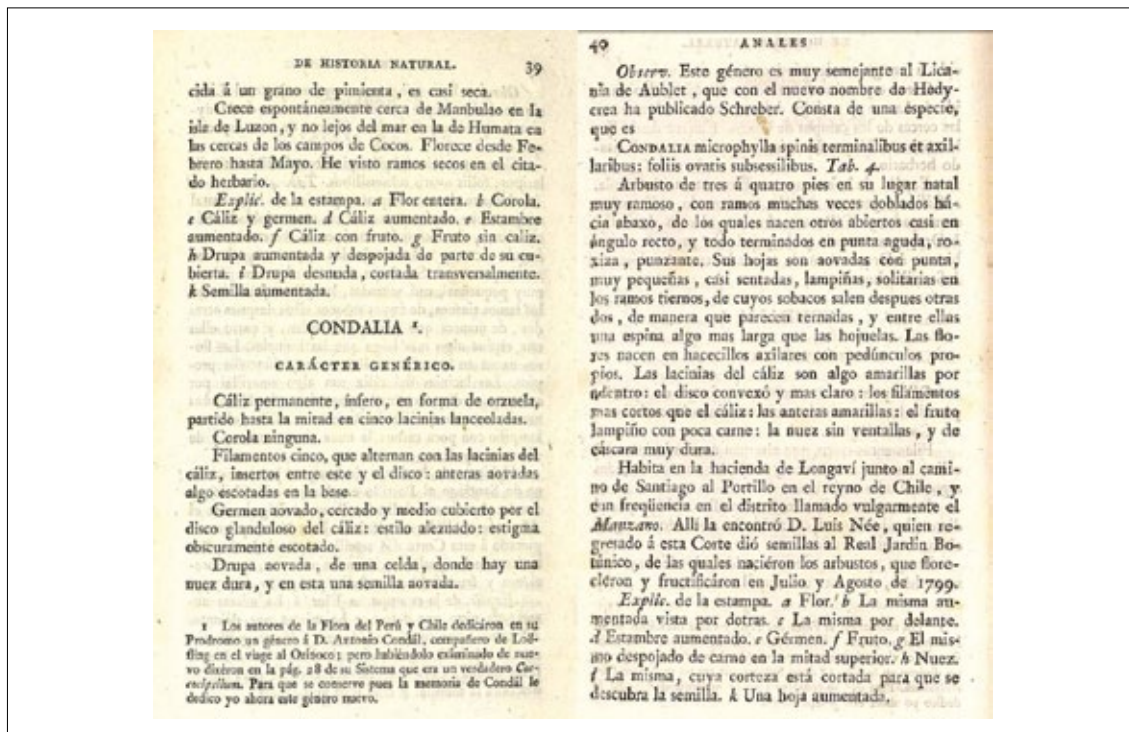 DE HISTORIA NATURAL. 39
cida á un grano de pimienta, es casi seca.
Crece espontáneamente cerca de Manbulao en la
isla de Luzon, y no lejos del mar en la de Humata en
las cercas de los campos de Cocos. Florece desde Fe-
brero hasta Mayo. He visto ramos secos en el cita-
do herbario.
Explic. de la estampa. a Flor entera. b Corola.
c Cáliz y germen. d Cáliz aumentado. e Estambre
aumentado. f Cáliz con fruto. g Fruto sin caliz.
h Drupa aumentada y despojada de parte de su cu-
bierta. i Drupa desnuda, cortada transversalmente.
k Semilla aumentada.
CONDALIA 1.
CARÁCTER GENÉRICO.
Cáliz permanente, ínfero, en forma de orzuela,
partido hasta la mitad en cinco lacinias lanceoladas.
Corola ninguna.
Filamentos cinco, que alternan con las lacinias del
cáliz, insertos entre este y el disco: anteras aovadas
algo escotadas en la base
Germen aovado, cercado y medio cubierto por el
disco glanduloso del cáliz: estilo aleznado: estigma
obscuramente escotado.
Drupa aovada, de una celda, donde hay una
nuez dura, y en esta una semilla aovada.
1 Los autores de la Flora del Perú y Chile dedicáron en su
Prodromo un género á D. Antonio Condál, compañero de Loë-
fling en el viage al Orinoco; pero habiéndolo exâminado de nue-
vo dixéron en la pág. 28 de su Sistema que era un verdadero
Para que se conserve pues la memoria de Condál le
dedico yo ahora este género nuevo.
40 ANALES
Observ. Este género es muy semejante al Lica-
nia de Aublet, que con el nuevo nombre de Hedy-
crea ha publicado Schreber. Consta de una especie,
que es
CONDALIA microphylla spinis terminalibus et axil-
laribus: foliis ovatis subsessilibus. Tab. 4.
Arbusto de tres á quatro pies en su lugar natal
muy ramoso, con ramos muchas veces doblados há-
cia abaxo, de los quales nacen otros abiertos casi en
ángulo recto, y todo terminados en punta aguda, ro-
xiza, punzante. Sus hojas son aovadas con punta,
muy pequeñas, casi sentadas, lampiñas, solitarias en
los ramos tiernos, de cuyos sobacos salen despues otras
dos, de manera que parecen ternadas, y entre ellas
una espina algo mas larga que las hojuelas. Las flo-
res nacen en hacecillos axîlares con pedúnculos pro-
pios. Las lacinias del cáliz son algo amarillas por
adentro: el disco convexô y mas claro: los filamentos
mas cortos que el cáliz: las anteras amarillas: el fruto
lampiño con poca carne: la nuez sin ventallas, y de
cáscara muy dura.
Habita en la hacienda de Longaví junto al cami-
no de Santiago al Portillo en el reyno de Chile, y
con freqüencia en el distrito llamado vulgarmente el
Manzano. Allí la encontró D. Luis Née, quien re-
gresado á esta Corte dió semillas al Real Jardin Bo-
tánico, de las quales naciéron los arbustos, que flore-
ciéron y fructificáron en Julio y Agosto de 1799.
Explic. de la estampa. a Flor. b La misma au-
mentada vista por detras. c La misma por delante.
d Estambre aumentado. e Gérmen. f Fruto. g El mis-
mo despojado de carne en la mitad superior. h Nuez.
i La misma, cuya corteza está cortada para que se
descubra la semilla. k Una hoja aumentada.